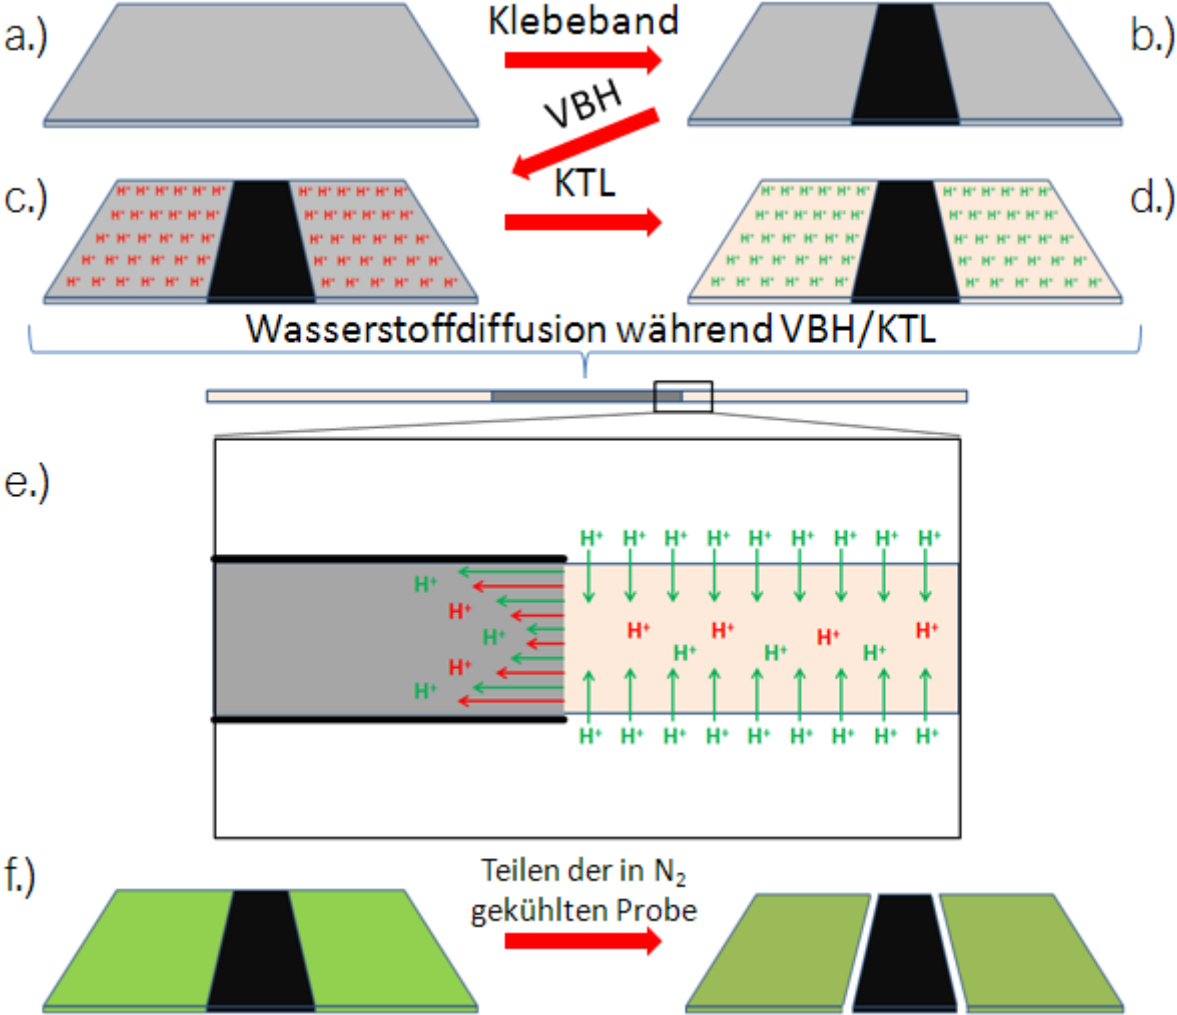 a.)
Klebeband
b.)
VBH
c.)
H⁺ H⁺ H⁺ H⁺ H⁺ H⁺ H⁺ H⁺ H⁺ H⁺ H⁺ H⁺
H⁺ H⁺ H⁺ H⁺ H⁺ H⁺ H⁺ H⁺ H⁺ H⁺ H⁺ H⁺
H⁺ H⁺ H⁺ H⁺ H⁺ H⁺ H⁺ H⁺ H⁺ H⁺ H⁺ H⁺
H⁺ H⁺ H⁺ H⁺ H⁺ H⁺ H⁺ H⁺ H⁺ H⁺ H⁺ H⁺
H⁺ H⁺ H⁺ H⁺ H⁺ H⁺ H⁺ H⁺ H⁺ H⁺ H⁺ H⁺
KTL
d.)
H⁺ H⁺ H⁺ H⁺ H⁺ H⁺ H⁺ H⁺ H⁺ H⁺ H⁺ H⁺
H⁺ H⁺ H⁺ H⁺ H⁺ H⁺ H⁺ H⁺ H⁺ H⁺ H⁺ H⁺
H⁺ H⁺ H⁺ H⁺ H⁺ H⁺ H⁺ H⁺ H⁺ H⁺ H⁺ H⁺
H⁺ H⁺ H⁺ H⁺ H⁺ H⁺ H⁺ H⁺ H⁺ H⁺ H⁺ H⁺
H⁺ H⁺ H⁺ H⁺ H⁺ H⁺ H⁺ H⁺ H⁺ H⁺ H⁺ H⁺
Wasserstoffdiffusion während VBH/KTL
e.)
H⁺ H⁺ H⁺ H⁺ H⁺ H⁺ H⁺ H⁺ H⁺
H⁺
H⁺
H⁺ H⁺ H⁺ H⁺ H⁺
H⁺ H⁺ H⁺
H⁺
H⁺
H⁺ H⁺ H⁺ H⁺ H⁺ H⁺ H⁺ H⁺ H⁺
f.)
Teilen der in N₂
gekühlten Probe